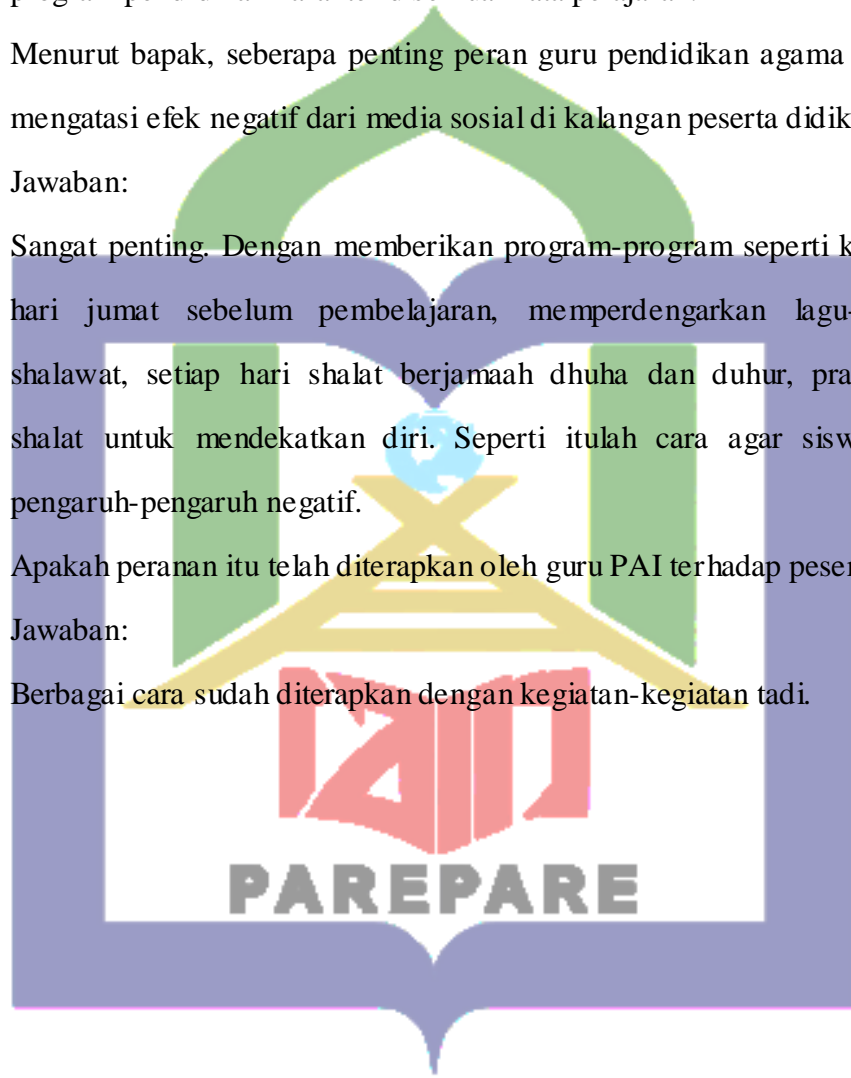 Menurut bapak, seberapa penting peran guru pendidikan agama
mengatasi efek negatif dari media sosial di kalangan peserta didik
Jawaban:
Sangat penting. Dengan memberikan program-program seperti k
hari jumat sebelum pembelajaran, memperdengarkan lagu-
shalawat, setiap hari shalat berjamaah dhuha dan duhur, pra
shalat untuk mendekatkan diri. Seperti itulah cara agar sisw
pengaruh-pengaruh negatif.
Apakah peranan itu telah diterapkan oleh guru PAI terhadap peser
Jawaban:
Berbagai cara sudah diterapkan dengan kegiatan-kegiatan tadi.
IAIN
PAREPARE